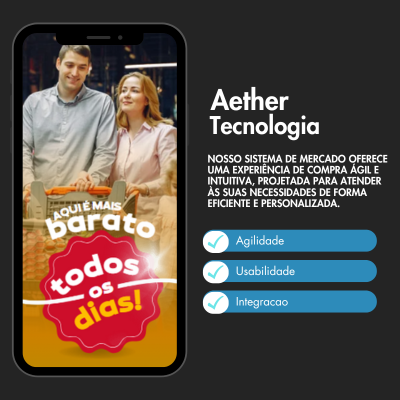 AQUI É MAIS
barato
todos
os
dias!
Aether
Tecnologia
NOSSO SISTEMA DE MERCADO OFERECE
UMA EXPERIÊNCIA DE COMPRA ÁGIL E
INTUITIVA, PROJETADA PARA ATENDER
ÀS SUAS NECESSIDADES DE FORMA
EFICIENTE E PERSONALIZADA.
Agilidade
Usabilidade
Integracao